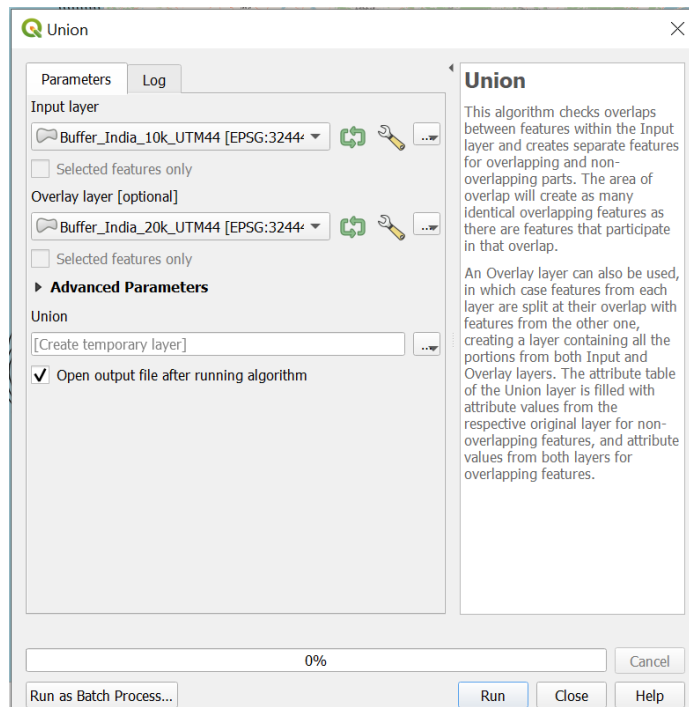 Union
Parameters
Log
Input layer
Buffer_India_10k_UTM44 [EPSG:32444
Selected features only
Overlay layer [optional]
Buffer_India_20k_UTM44 [EPSG:32444
Selected features only
Advanced Parameters
Union
[Create temporary layer]
Open output file after running algorithm
Union
This algorithm checks overlaps
between features within the Input
layer and creates separate features
for overlapping and non-
overlapping parts. The area of
overlap will create as many
identical overlapping features as
there are features that participate
in that overlap.
An Overlay layer can also be used,
in which case features from each
layer are split at their overlap with
features from the other one,
creating a layer containing all the
portions from both Input and
Overlay layers. The attribute table
of the Union layer is filled with
attribute values from the
respective original layer for non-
overlapping features, and attribute
values from both layers for
overlapping features.
0%
Cancel
Run as Batch Process...
Run
Close
Help